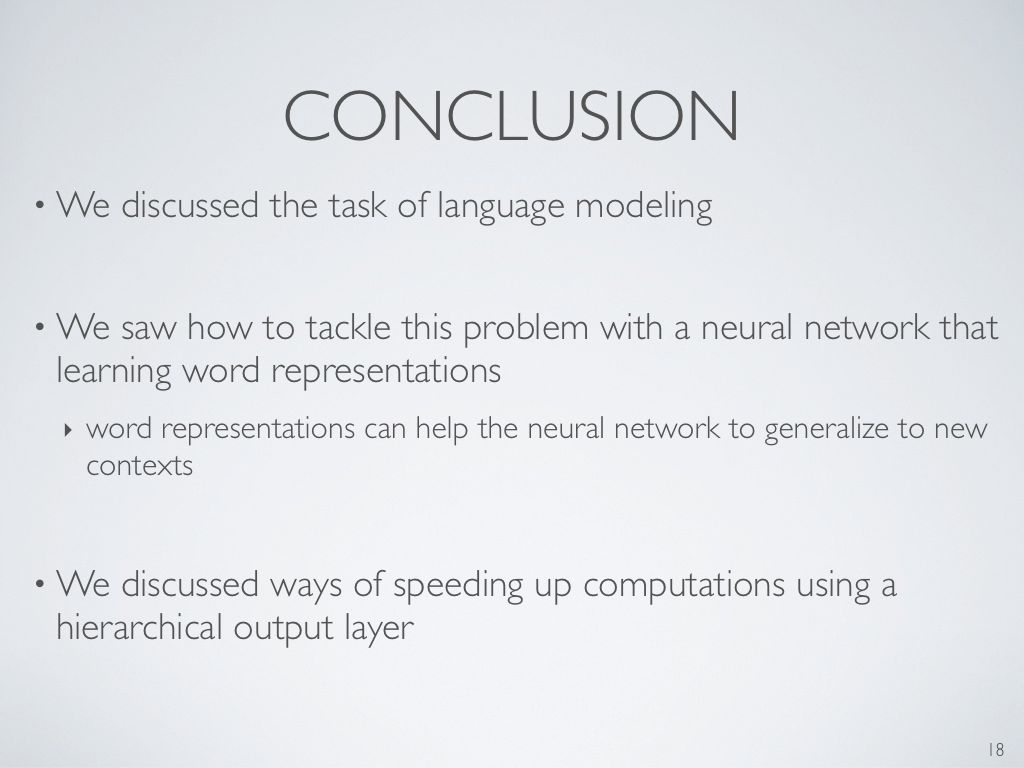 CONCLUSION
• We discussed the task of language modeling
• We saw how to tackle this problem with a neural network that
learning word representations
‣ word representations can help the neural network to generalize to new
contexts
• We discussed ways of speeding up computations using a
hierarchical output layer
18